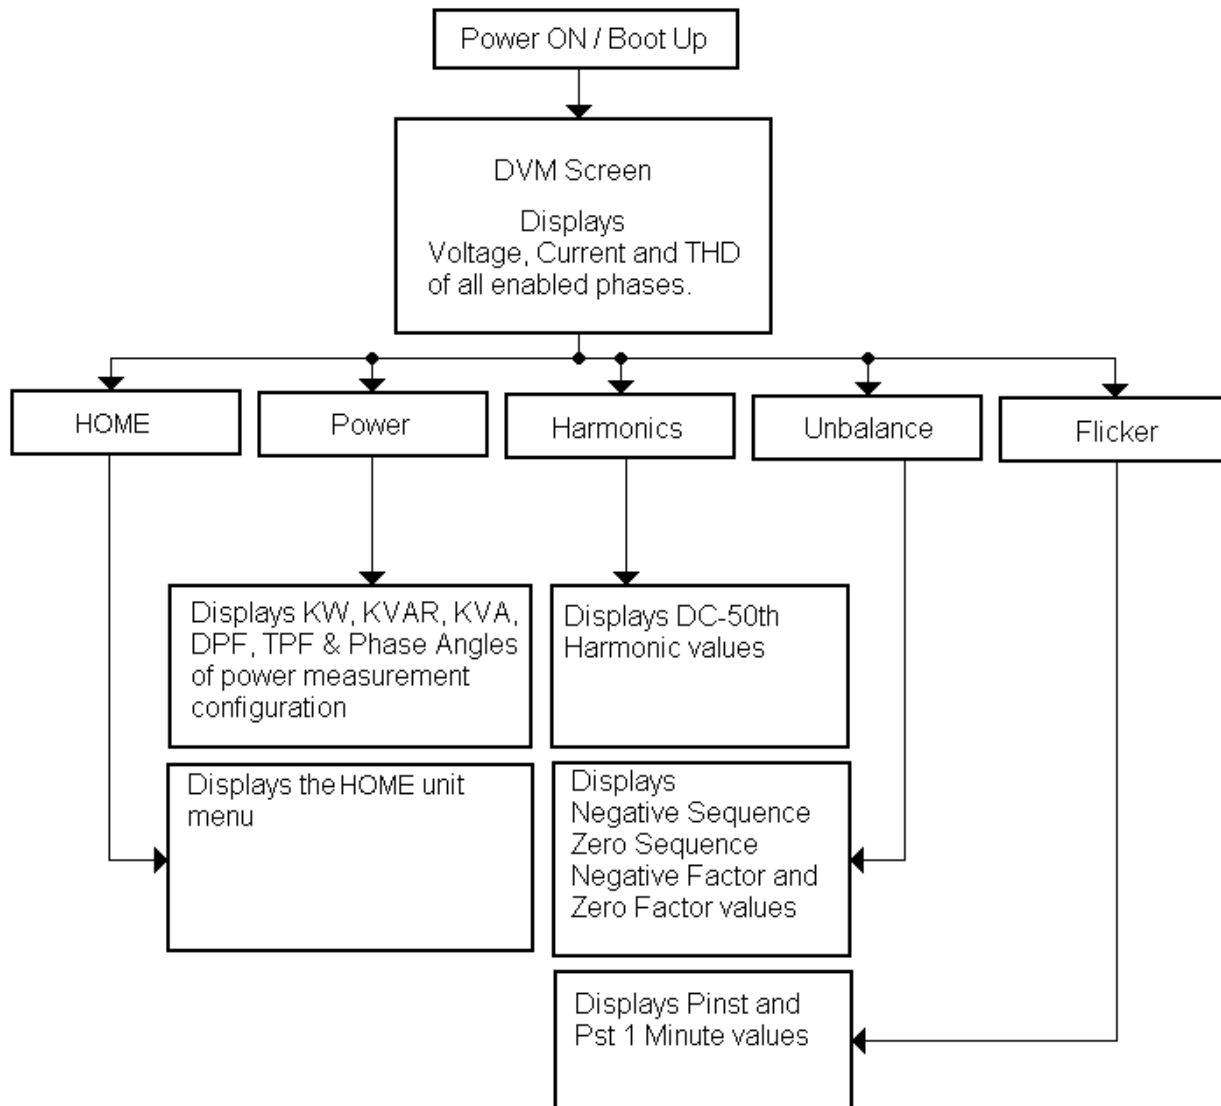 Power ON / Boot Up
DVM Screen
Displays
Voltage, Current and THD
of all enabled phases.
HOME
Power
Harmonics
Unbalance
Flicker
Displays KW, KVAR, KVA,
DPF, TPF & Phase Angles
of power measurement
configuration
Displays DC-50th
Harmonic values
Displays the HOME unit
menu
Displays
Negative Sequence
Zero Sequence
Negative Factor and
Zero Factor values
Displays Pinst and
Pst 1 Minute values